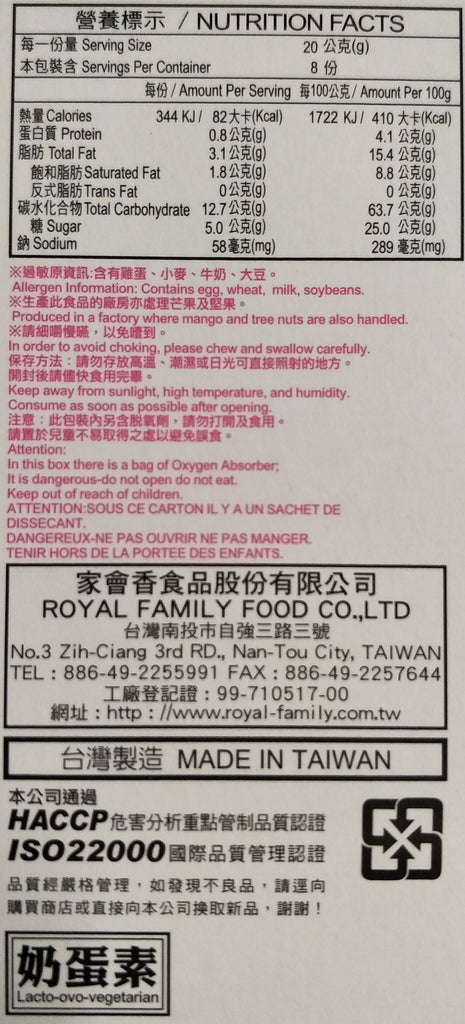 營養標示 / NUTRITION FACTS
每一份量 Serving Size 20 公克(g)
本包裝含 Servings Per Container 8 份
每份 / Amount Per Serving 每100公克 / Amount Per 100g
熱量 Calories 344 KJ / 82 大卡(Kcal) 1722 KJ / 410 大卡(Kcal)
蛋白質 Protein 0.8 公克(g) 4.1 公克(g)
脂肪 Total Fat 3.1 公克(g) 15.4 公克(g)
飽和脂肪 Saturated Fat 1.8 公克(g) 8.8 公克(g)
反式脂肪 Trans Fat 0 公克(g) 0 公克(g)
碳水化合物 Total Carbohydrate 12.7 公克(g) 63.7 公克(g)
糖 Sugar 5.0 公克(g) 25.0 公克(g)
鈉 Sodium 58 毫克(mg) 289 毫克(mg)
※過敏原資訊:含有雞蛋、小麥、牛奶、大豆。
Allergen Information: Contains egg, wheat, milk, soybeans.
※生產此食品的廠房亦處理芒果及堅果。
Produced in a factory where mango and tree nuts are also handled.
※請細嚼慢嚥，以免噎到。
In order to avoid choking, please chew and swallow carefully.
保存方法：請勿存放高溫、潮濕或日光可直接照射的地方。
開封後請儘快食用完畢。
Keep away from sunlight, high temperature, and humidity.
Consume as soon as possible after opening.
注意：此包裝內另含脫氧劑，請勿打開及食用。
請置於兒童不易取得之處以避免誤食。
Attention:
In this box there is a bag of Oxygen Absorber;
It is dangerous-do not open do not eat.
Keep out of reach of children.
ATTENTION:SOUS CE CARTON IL Y A UN SACHET DE
DISSECANT.
DANGEREUX-NE PAS OUVRIR NE PAS MANGER.
TENIR HORS DE LA PORTEE DES ENFANTS.
家會香食品股份有限公司
ROYAL FAMILY FOOD CO.,LTD
台灣南投市自強三路三號
No.3 Zih-Ciang 3rd RD., Nan-Tou City, TAIWAN
TEL：886-49-2255991 FAX：886-49-2257644
工廠登記證：99-710517-00
網址：http：//www.royal-family.com.tw
台灣製造 MADE IN TAIWAN
本公司通過
HACCP危害分析重點管制品質認證
ISO22000國際品質管理認證
品質經嚴格管理，如發現不良品，請逕向
購買商店或直接向本公司換取新品，謝謝！
奶蛋素
Lacto-ovo-vegetarian